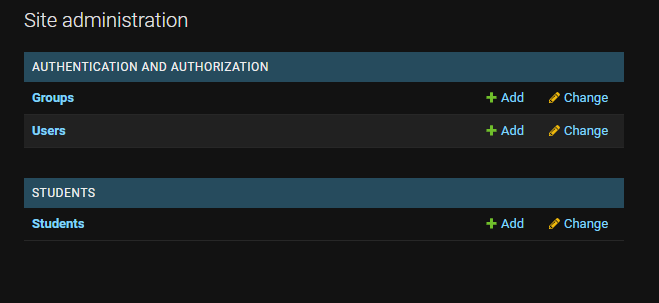 Site administration
AUTHENTICATION AND AUTHORIZATION
Groups Add Change
Users Add Change
STUDENTS
Students Add Change